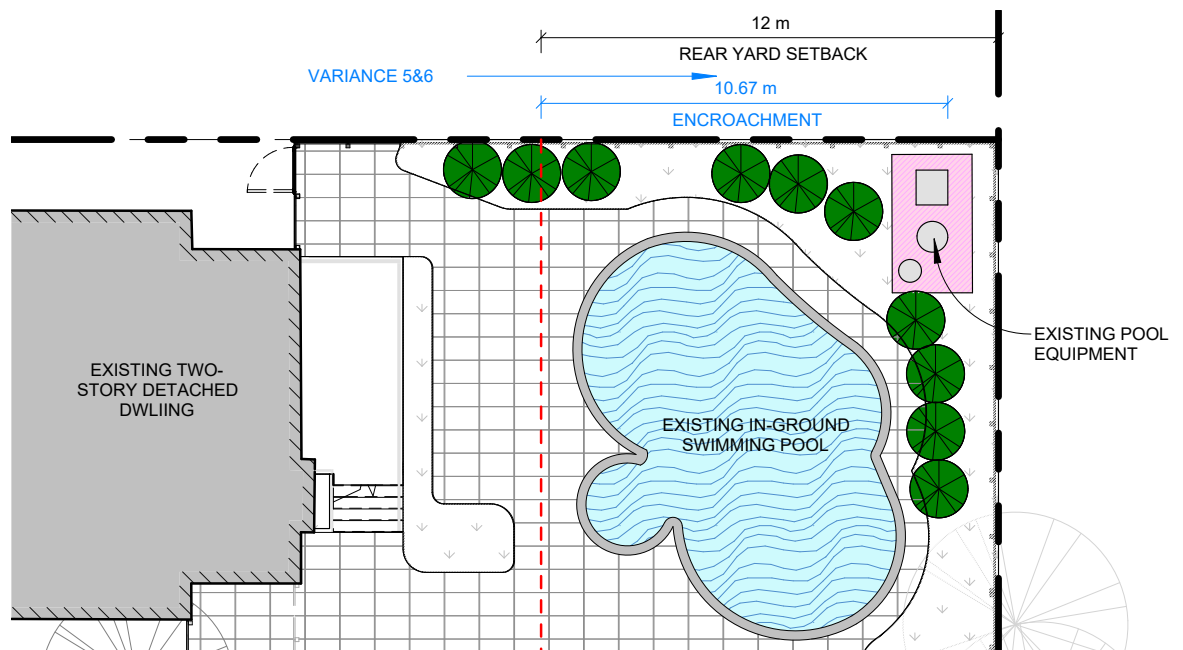 12 m
REAR YARD SETBACK
VARIANCE 5&6
10.67 m
ENCROACHMENT
EXISTING POOL
EQUIPMENT
EXISTING TWO-
STORY DETACHED
DWLIING
EXISTING IN-GROUND
SWIMMING POOL